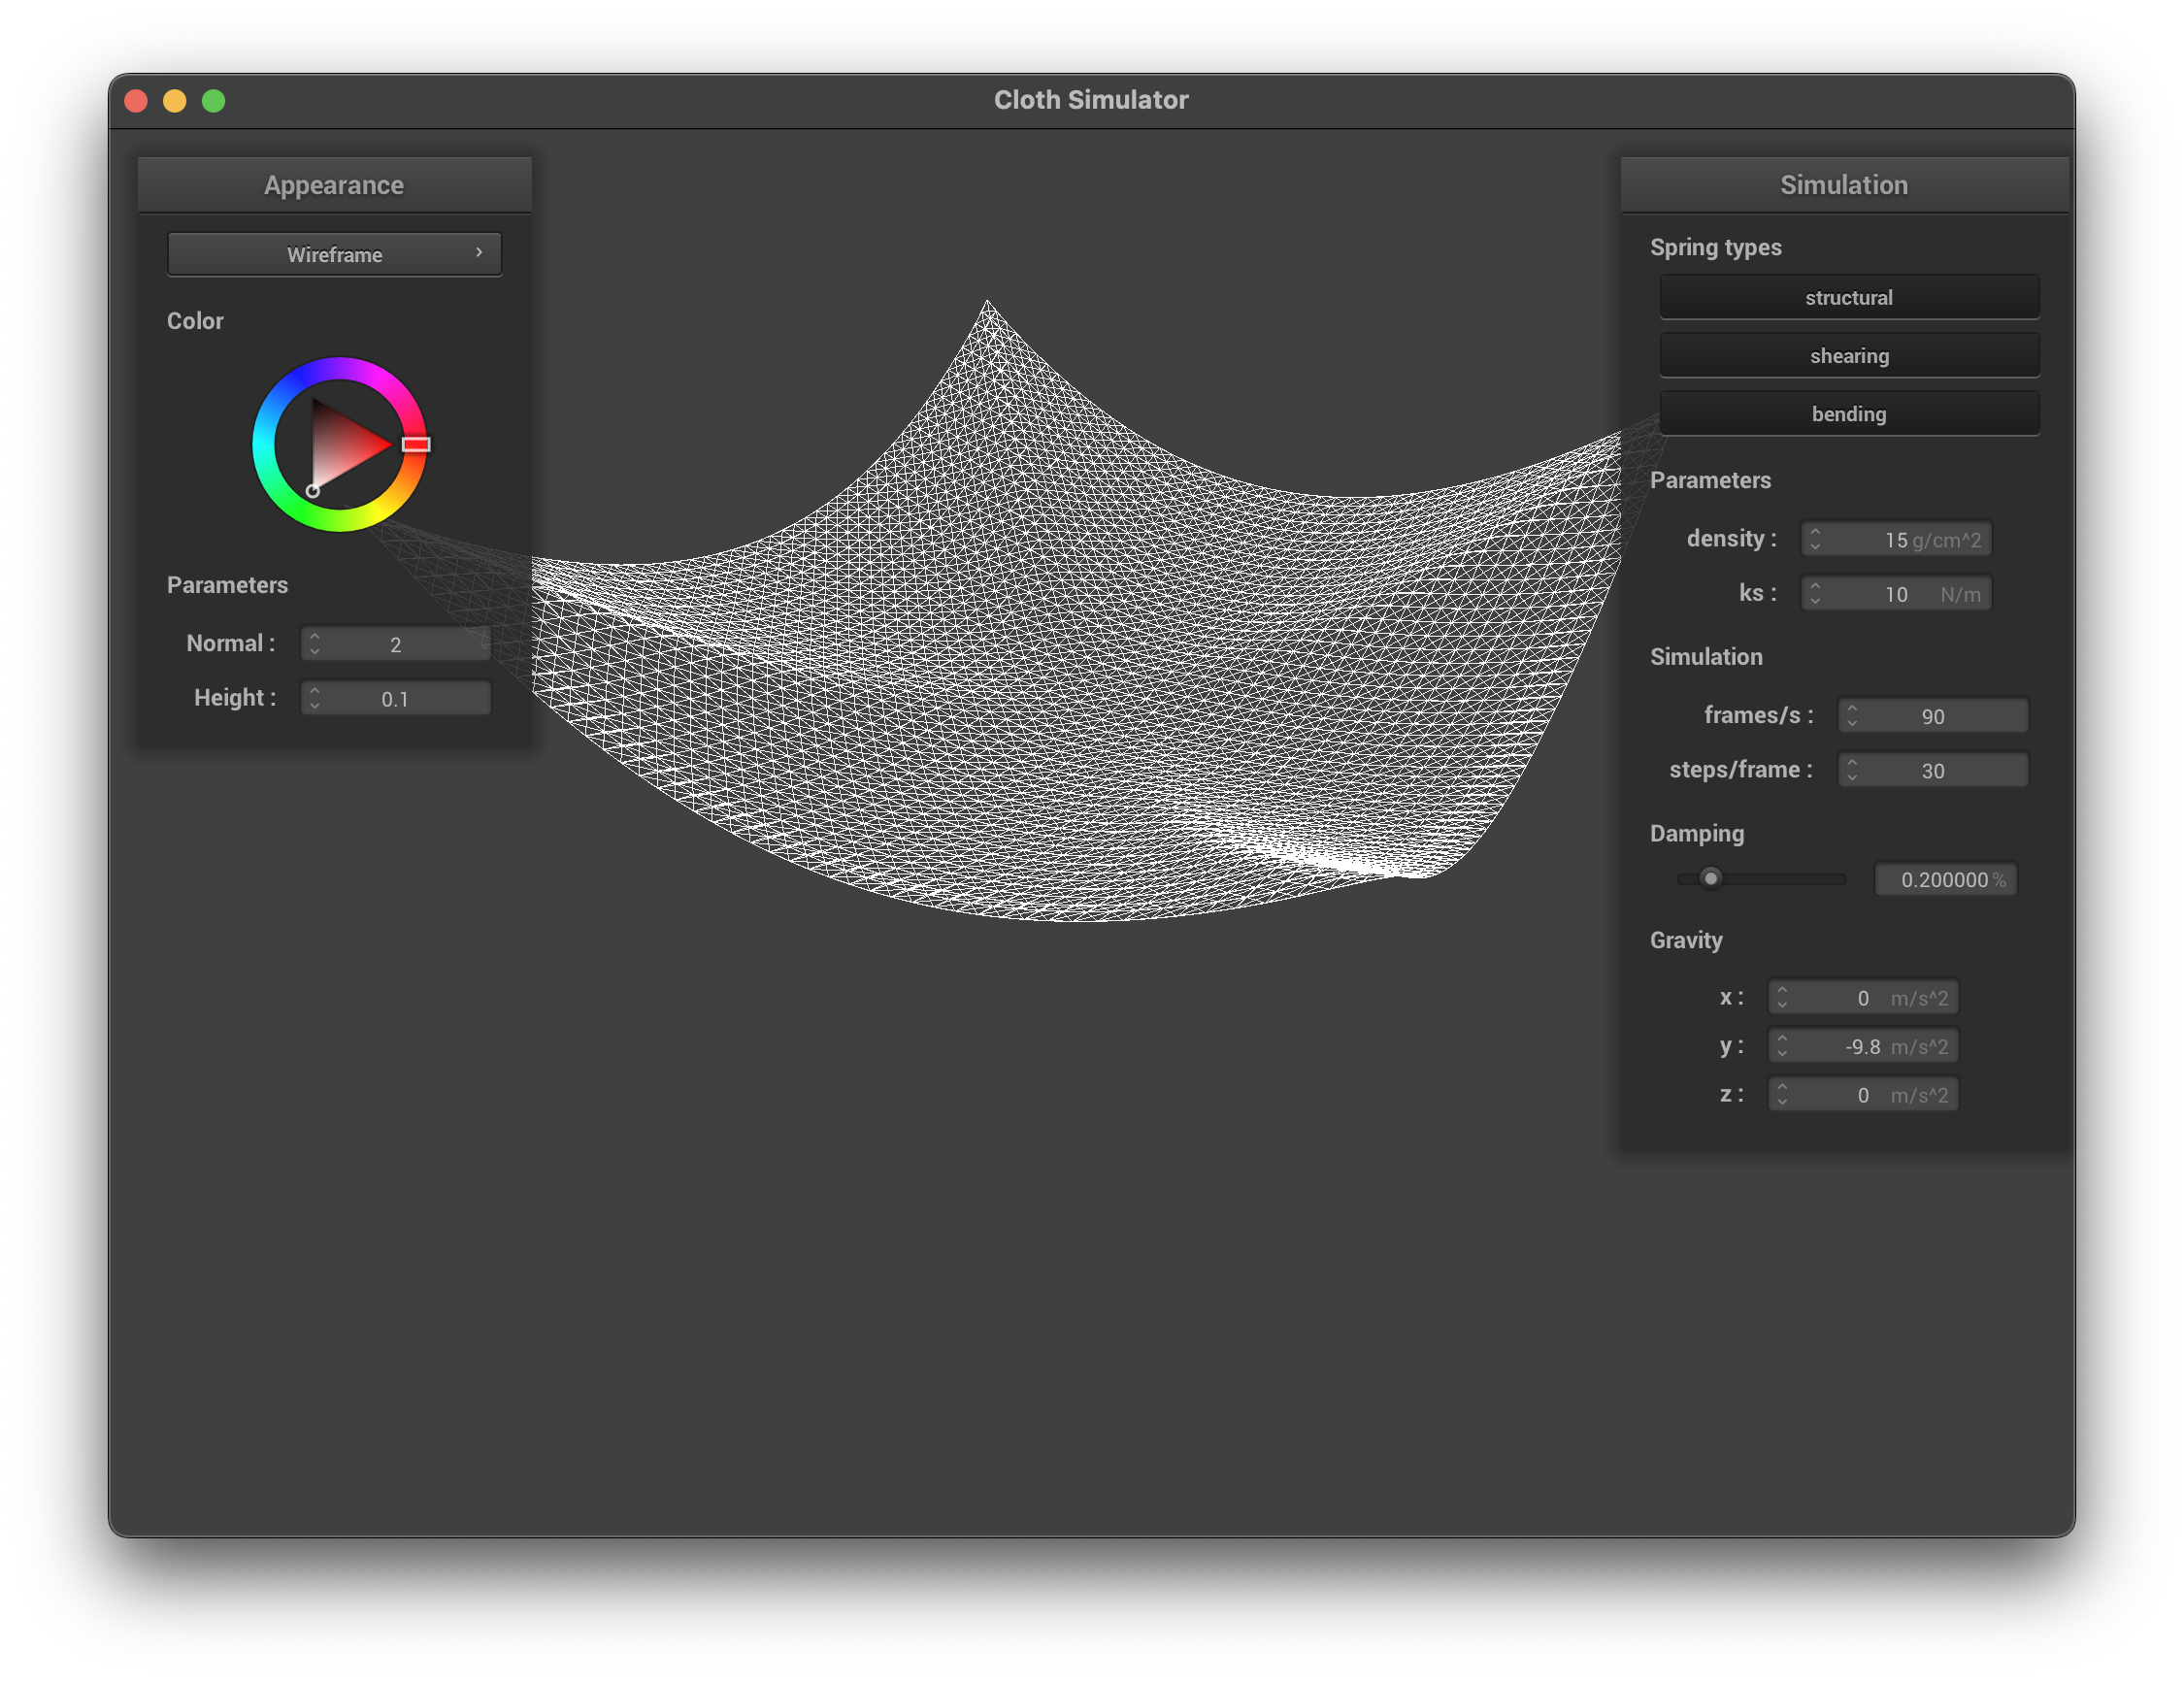 Cloth Simulator
Appearance
Wireframe
Color
Parameters
Normal : 2
Height : 0.1
Simulation
Spring types
structural
shearing
bending
Parameters
density : 15 g/cm^2
ks : 10 N/m
Simulation
frames/s : 90
steps/frame : 30
Damping
0.200000 %
Gravity
x : 0 m/s^2
y : -9.8 m/s^2
z : 0 m/s^2